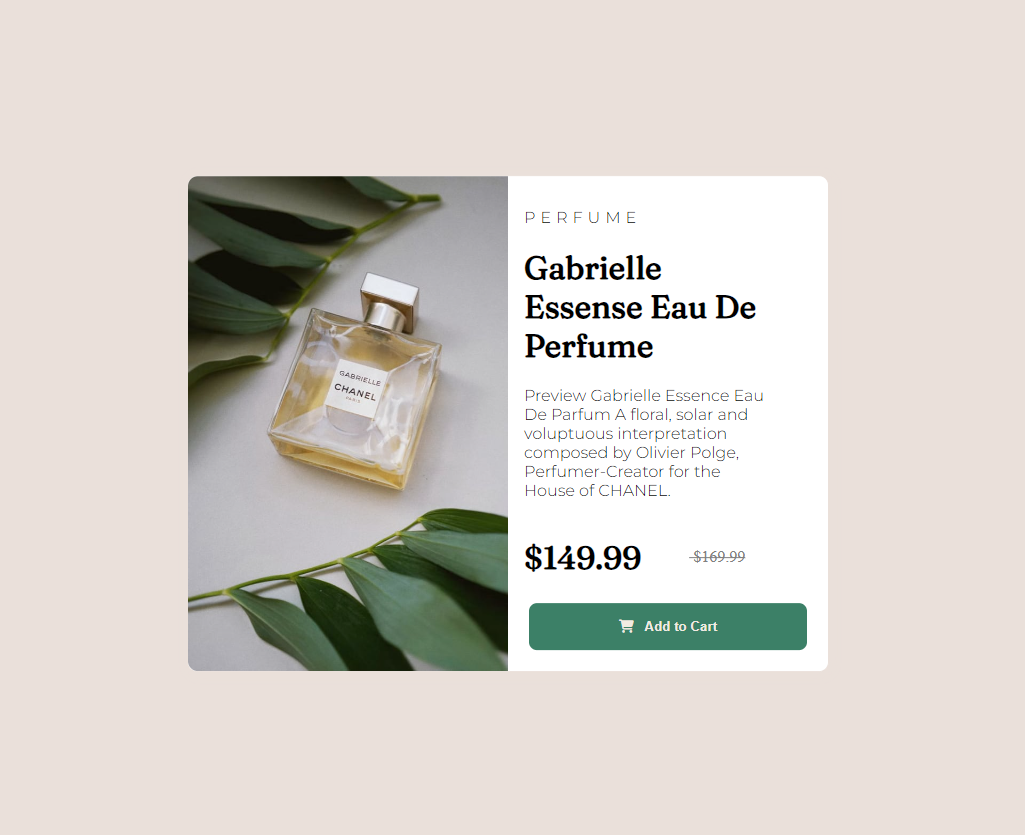 GABRIELLE
CHANEL
PARIS
PERFUME
Gabrielle
Essense Eau De
Perfume
Preview Gabrielle Essence Eau
De Parfum A floral, solar and
voluptuous interpretation
composed by Olivier Polge,
Perfumer-Creator for the
House of CHANEL.
$149.99 $169.99
Add to Cart